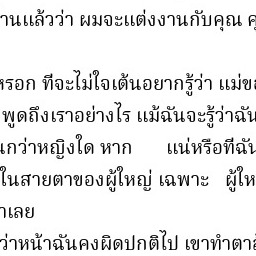 านแล้วว่า ผมจะแต่งงานกับคุณ คุ
หรอก ที่จะไม่ใจเต้นอยากรู้ว่า แม่ขอ
พูดถึงเราอย่างไร แม้ฉันจะรู้ว่าฉัน
นกว่าหญิงใด หาก แน่หรือที่ฉัน
ในสายตาของผู้ใหญ่ เฉพาะ ผู้ให
าเลย
ว่าหน้าฉันคงผิดปกติไป เขาทำตาล้